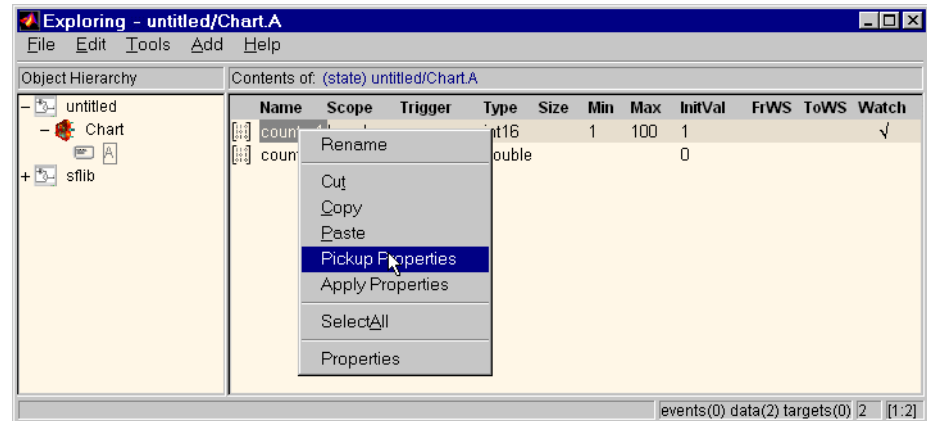 Exploring - untitled/Chart.A
File Edit Tools Add Help
Object Hierarchy
Contents of: (state) untitled/Chart.A
untitled
Chart
A
sflib
Name Scope Trigger Type Size Min Max InitVal FrWS ToWS Watch
1 100 1 √
0
Rename
Cut
Copy
Paste
Pickup Properties
Apply Properties
SelectAll
Properties
events(0) data(2) targets(0) 2 [1:2]